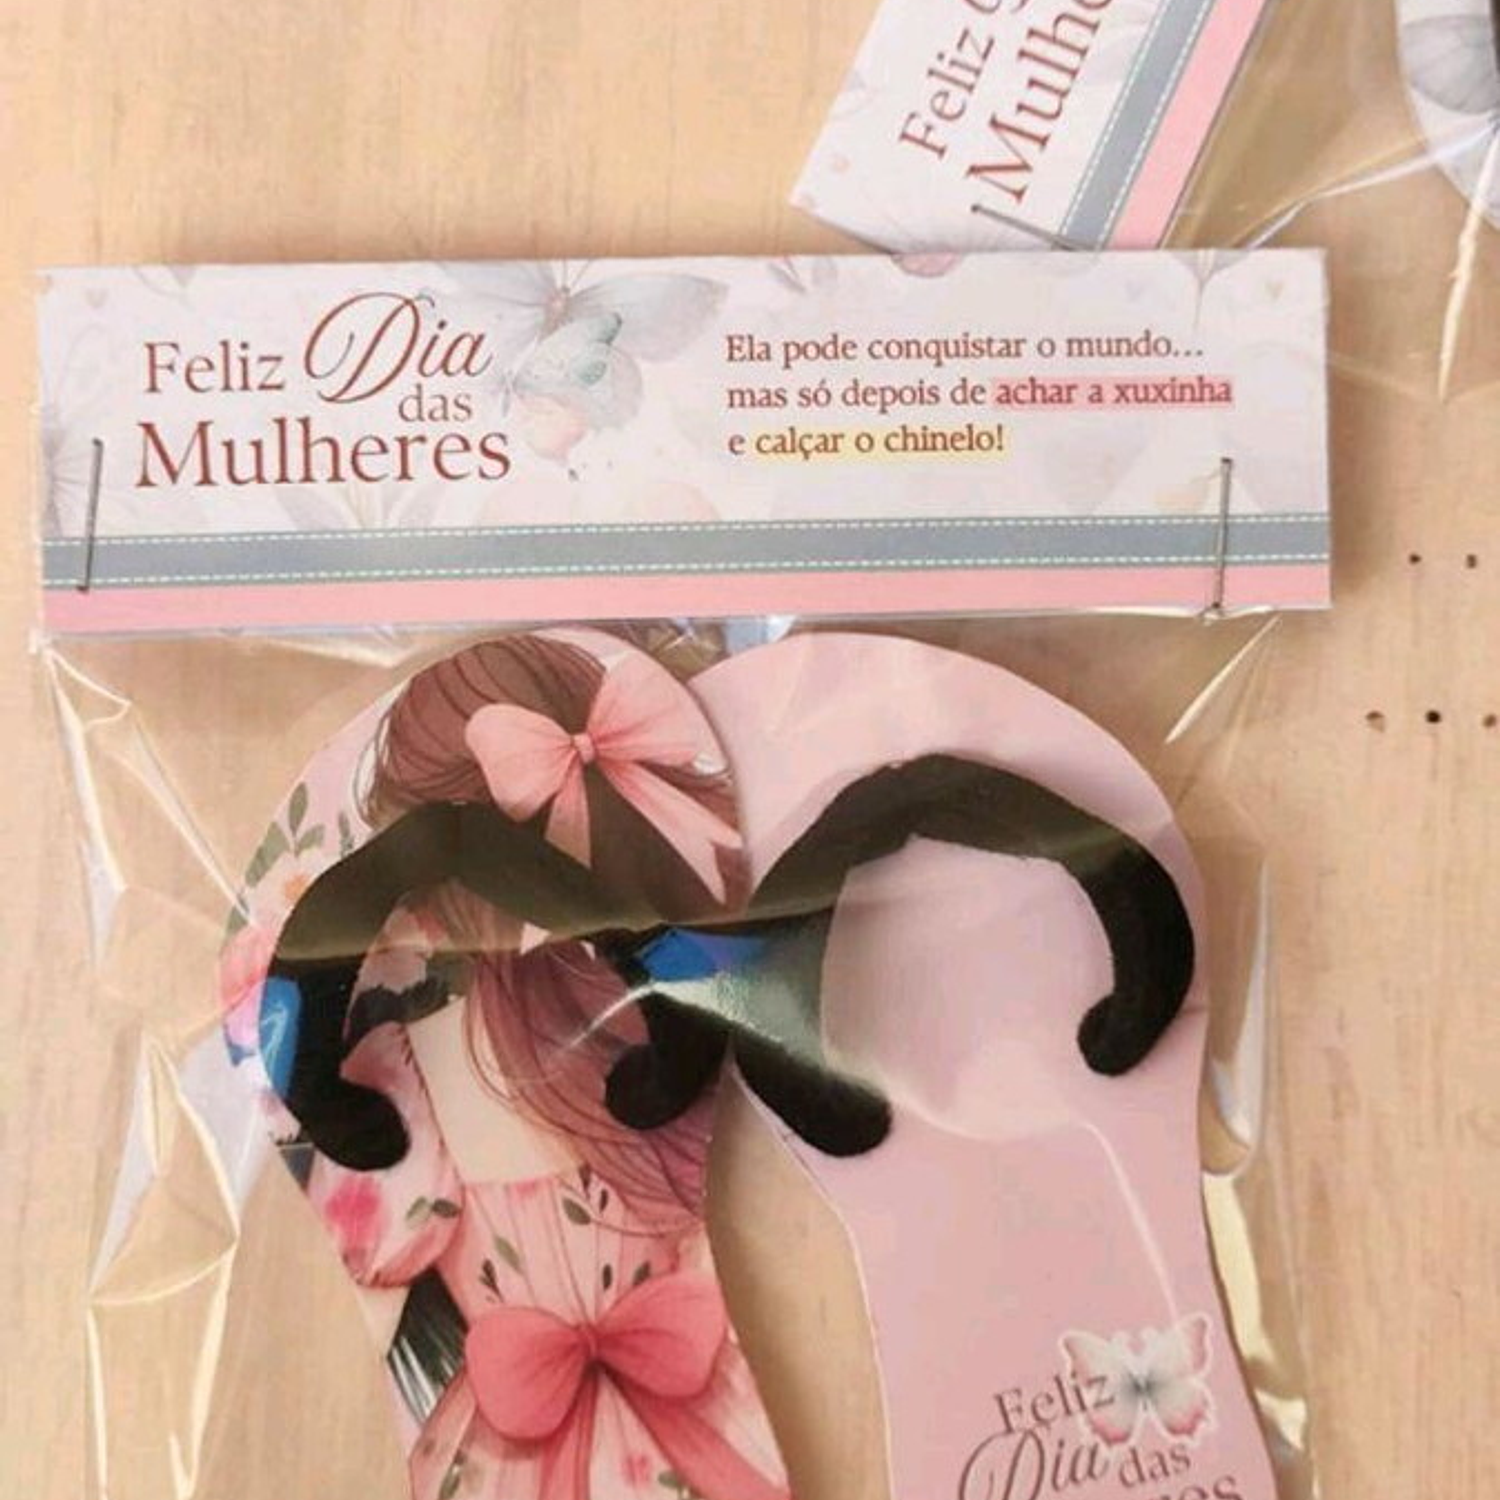 Feliz
Mulhe
Feliz Dia
das
Mulheres
Ela pode conquistar o mundo...
mas só depois de achar a xuxinha
e calçar o chinelo!
Feliz
Dia das